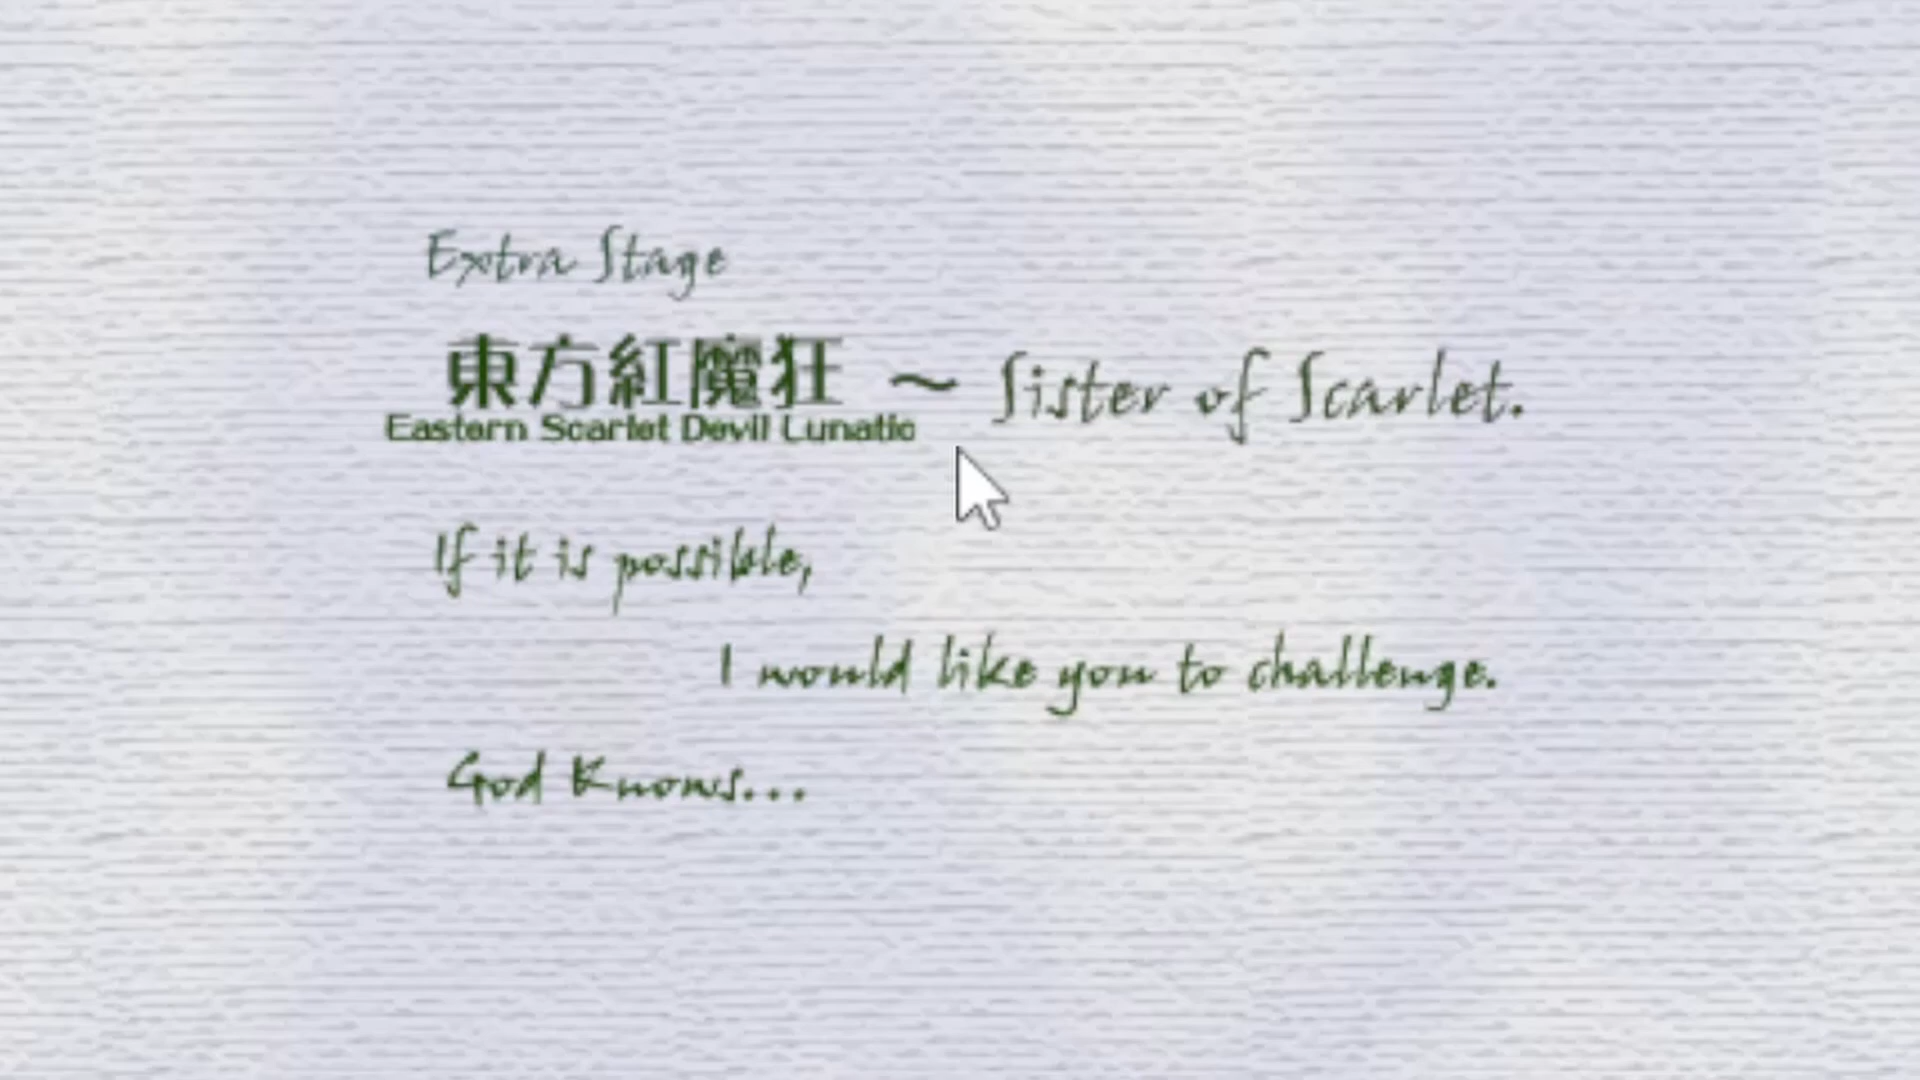 Extra Stage
東方紅魔狂 ～ Sister of Scarlet.
Eastern Scarlet Devil Lunatic
If it is possible,
I would like you to challenge.
God Knows...